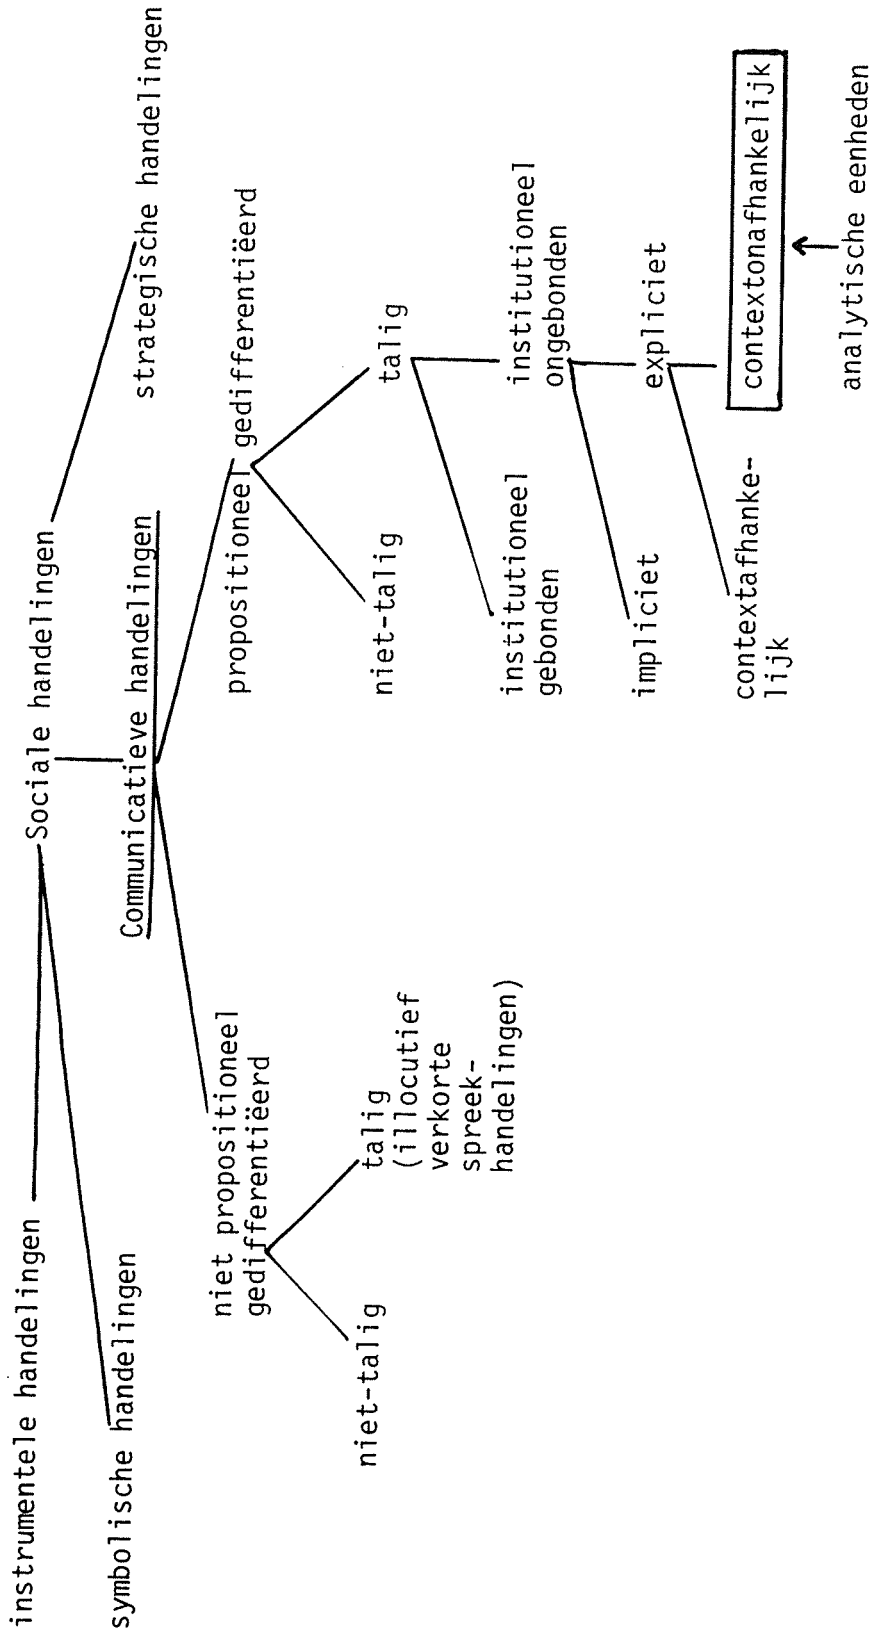 instrumentele handelingen
Sociale handelingen
symbolische handelingen
Communicatieve handelingen
strategische handelingen
niet propositioneel
gedifferentiëerd
propositioneel gedifferentiëerd
niet-talig
talig
(illocutief
verkorte
spreek-
handelingen)
niet-talig
talig
institutioneel
gebonden
institutioneel
ongebonden
impliciet
expliciet
contextafhanke-
lijk
contextonafhankelijk
analytische eenheden